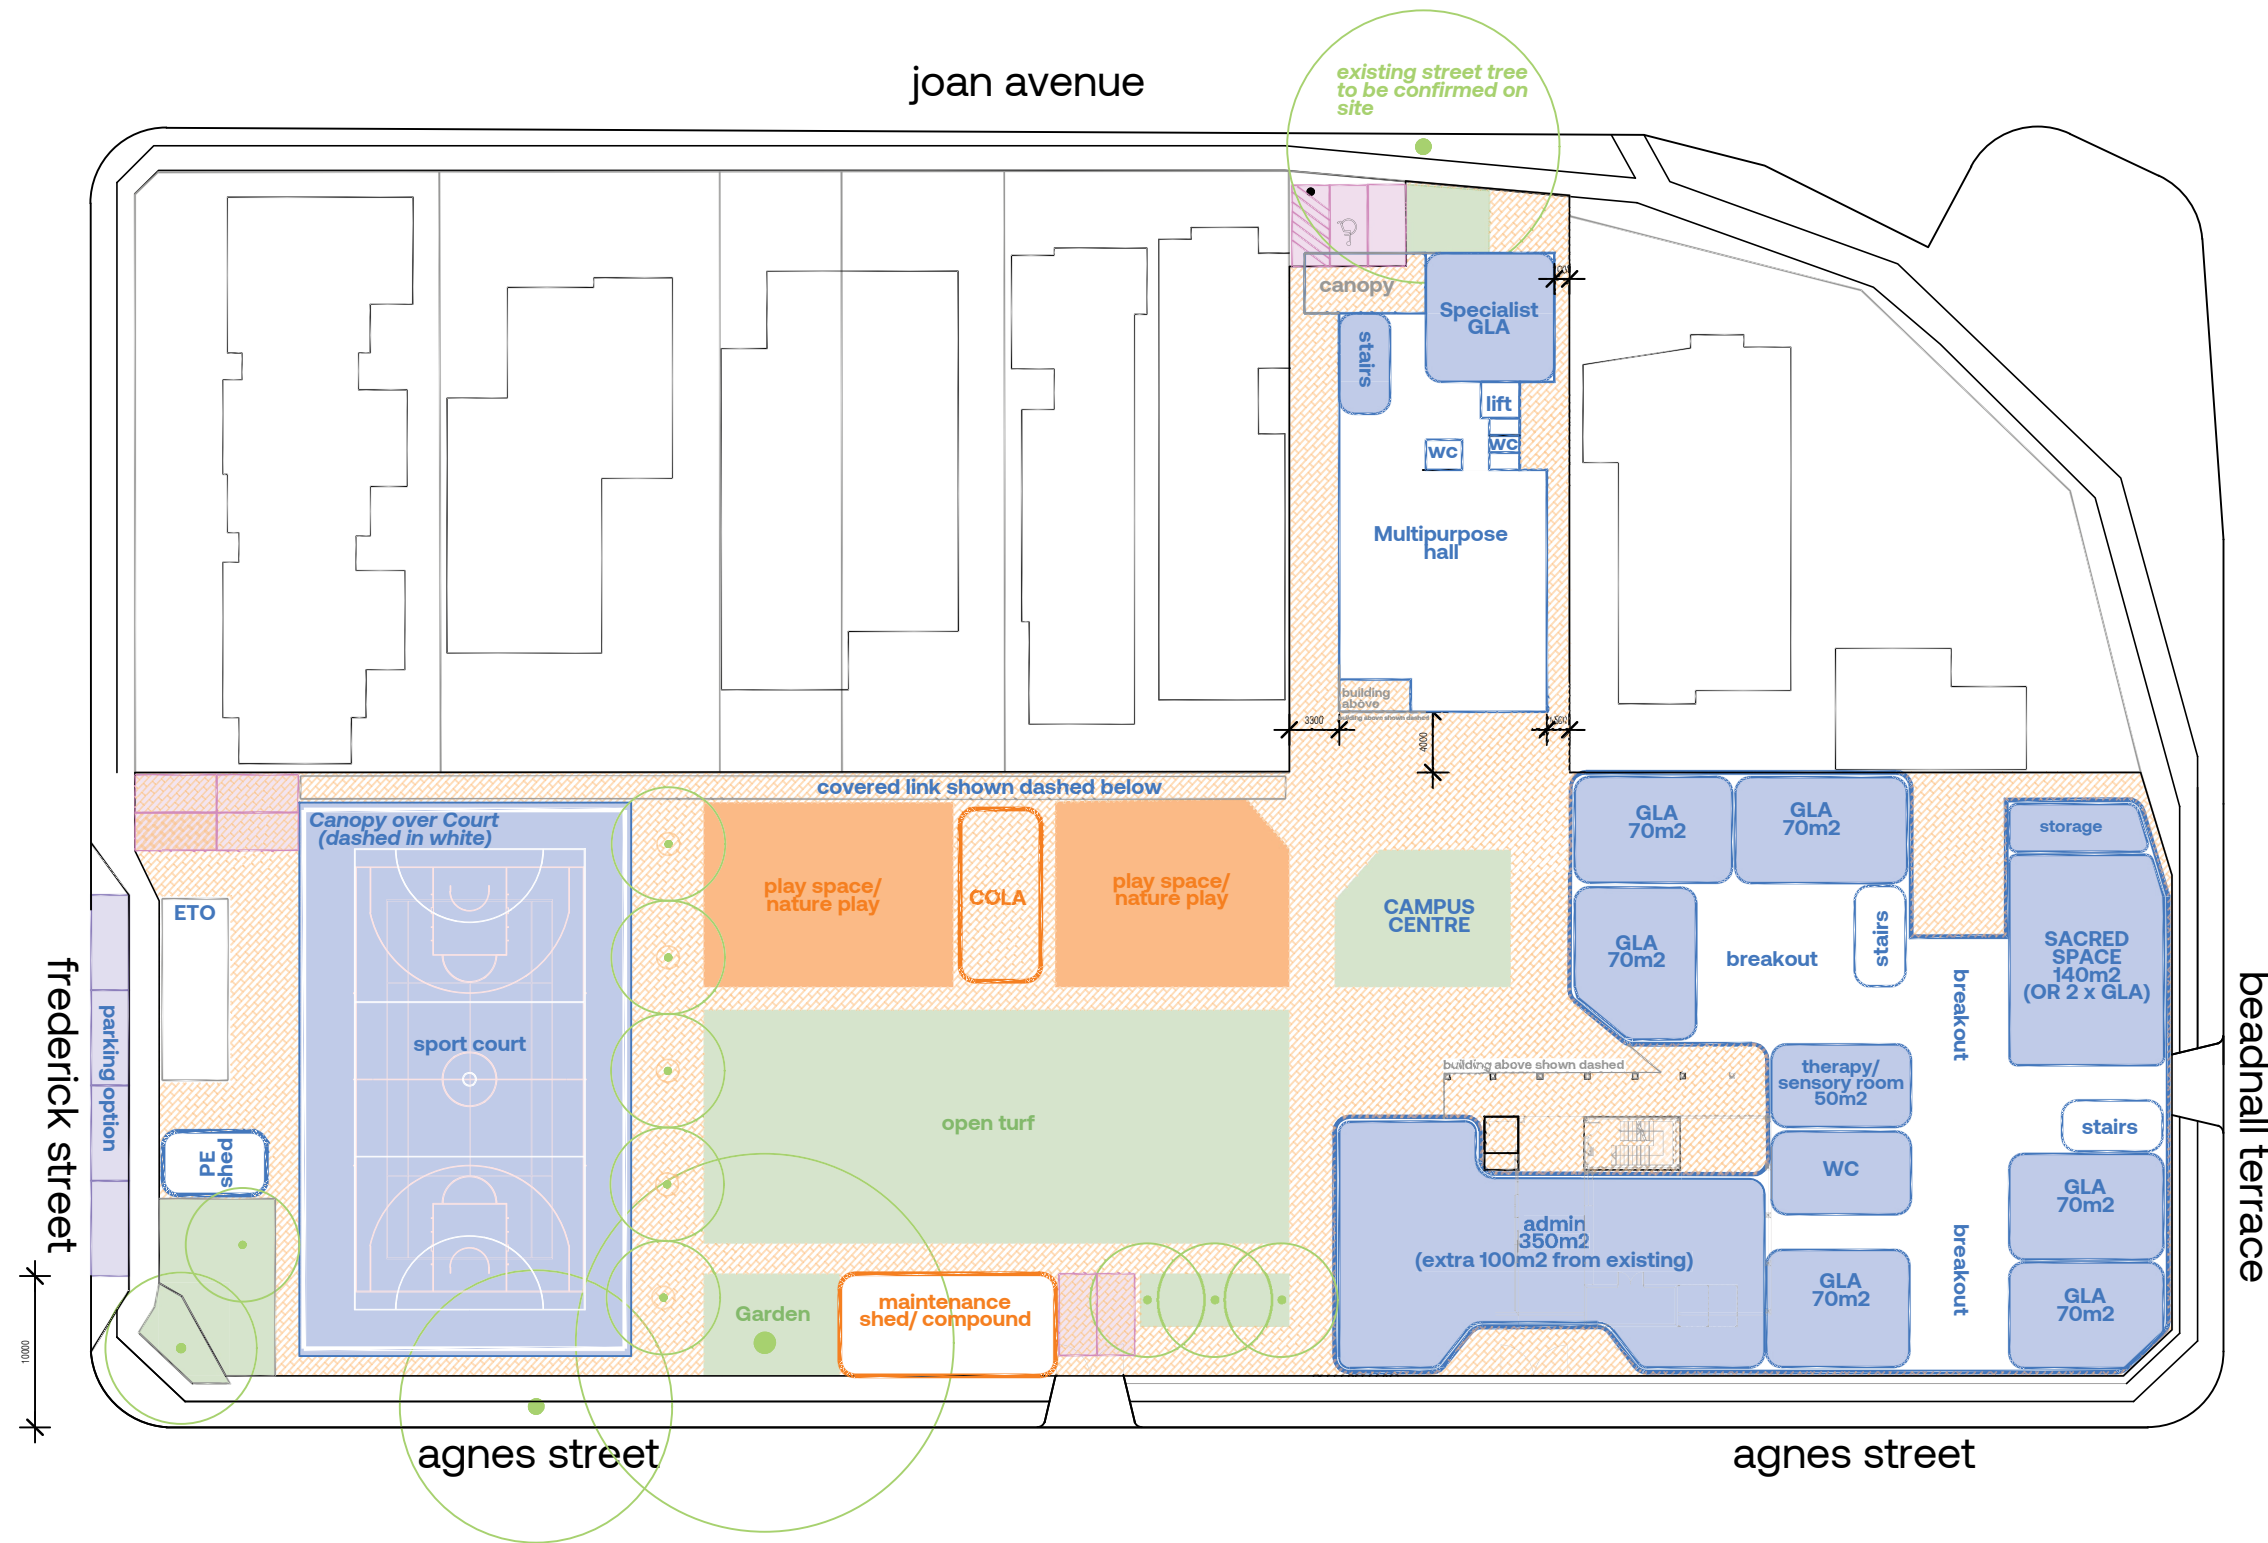 joan avenue
existing street tree
to be confirmed on
site
canopy
Specialist
GLA
stairs
lift
WC
WC
Multipurpose
hall
building
above
building above shown dashed
3300
4000
covered link shown dashed below
Canopy over Court
(dashed in white)
ETO
sport court
PE
shed
parking option
frederick street
10000
play space/
nature play
COLA
play space/
nature play
CAMPUS
CENTRE
open turf
Garden
maintenance
shed/ compound
GLA
70m2
GLA
70m2
GLA
70m2
breakout
stairs
storage
SACRED
SPACE
140m2
(OR 2 x GLA)
breakout
building above shown dashed
therapy/
sensory room
50m2
WC
stairs
admin
350m2
(extra 100m2 from existing)
GLA
70m2
breakout
GLA
70m2
GLA
70m2
beadnall terrace
agnes street
agnes street